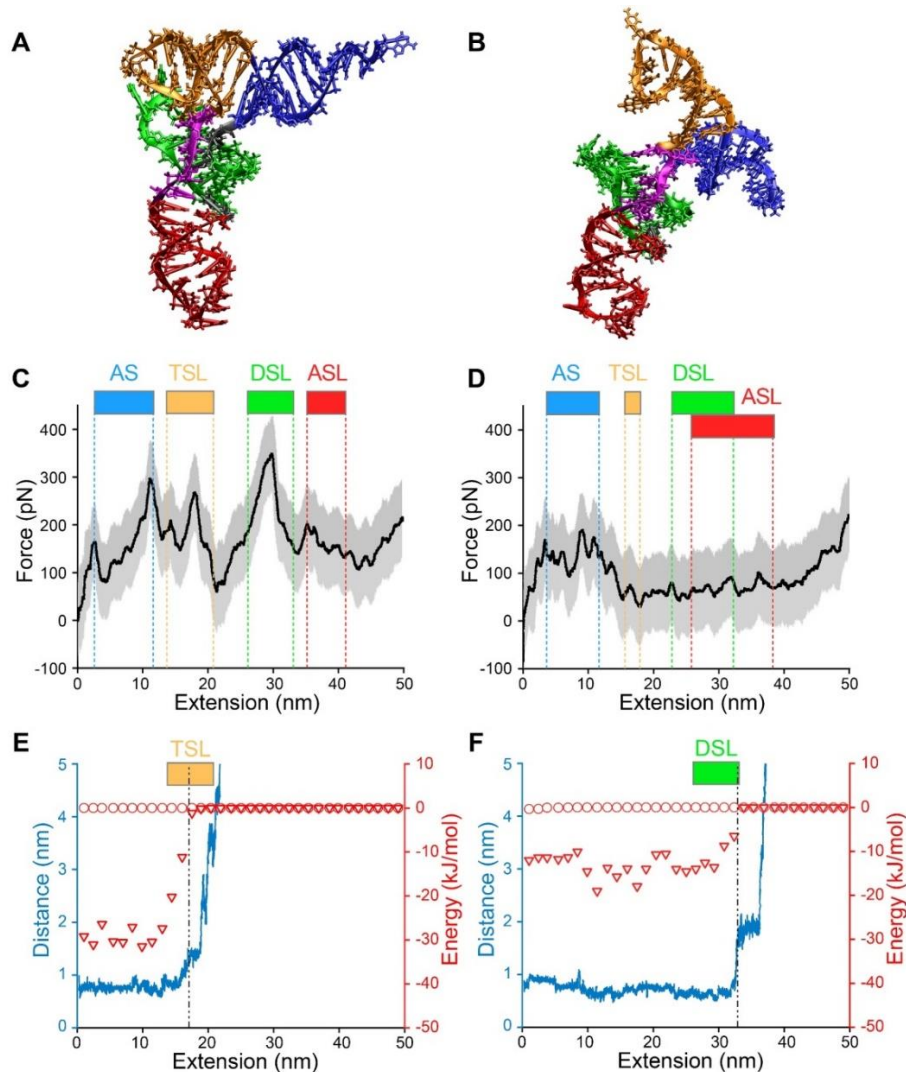 A
B
C
AS
TSL
DSL
ASL
400
300
200
100
0
-100
Force (pN)
0
10
20
30
40
50
Extension (nm)
D
AS
TSL
DSL
ASL
400
300
200
100
0
-100
Force (pN)
0
10
20
30
40
50
Extension (nm)
E
TSL
5
4
3
2
1
0
Distance (nm)
10
0
-10
-20
-30
-40
-50
Energy (kJ/mol)
0
10
20
30
40
50
Extension (nm)
F
DSL
5
4
3
2
1
0
Distance (nm)
10
0
-10
-20
-30
-40
-50
Energy (kJ/mol)
0
10
20
30
40
50
Extension (nm)